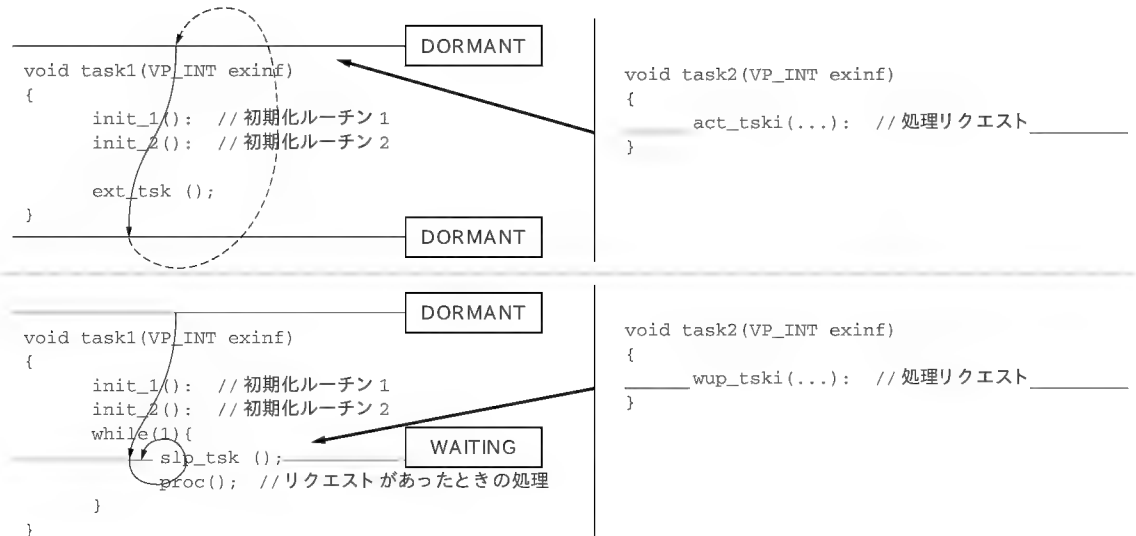 DORMANT
void task1(VP_INT exinf)
{
init_1(): //初期化ルーチン1
init_2(): //初期化ルーチン2
ext_tsk ();
}
DORMANT
void task2(VP_INT exinf)
{
act_tski(...): //処理リクエスト
}
DORMANT
void task1(VP_INT exinf)
{
init_1(): //初期化ルーチン1
init_2(): //初期化ルーチン2
while(1){
slp_tsk ();
WAITING
proc(); //リクエストがあったときの処理
}
}
void task2(VP_INT exinf)
{
wup_tski(...): //処理リクエスト
}